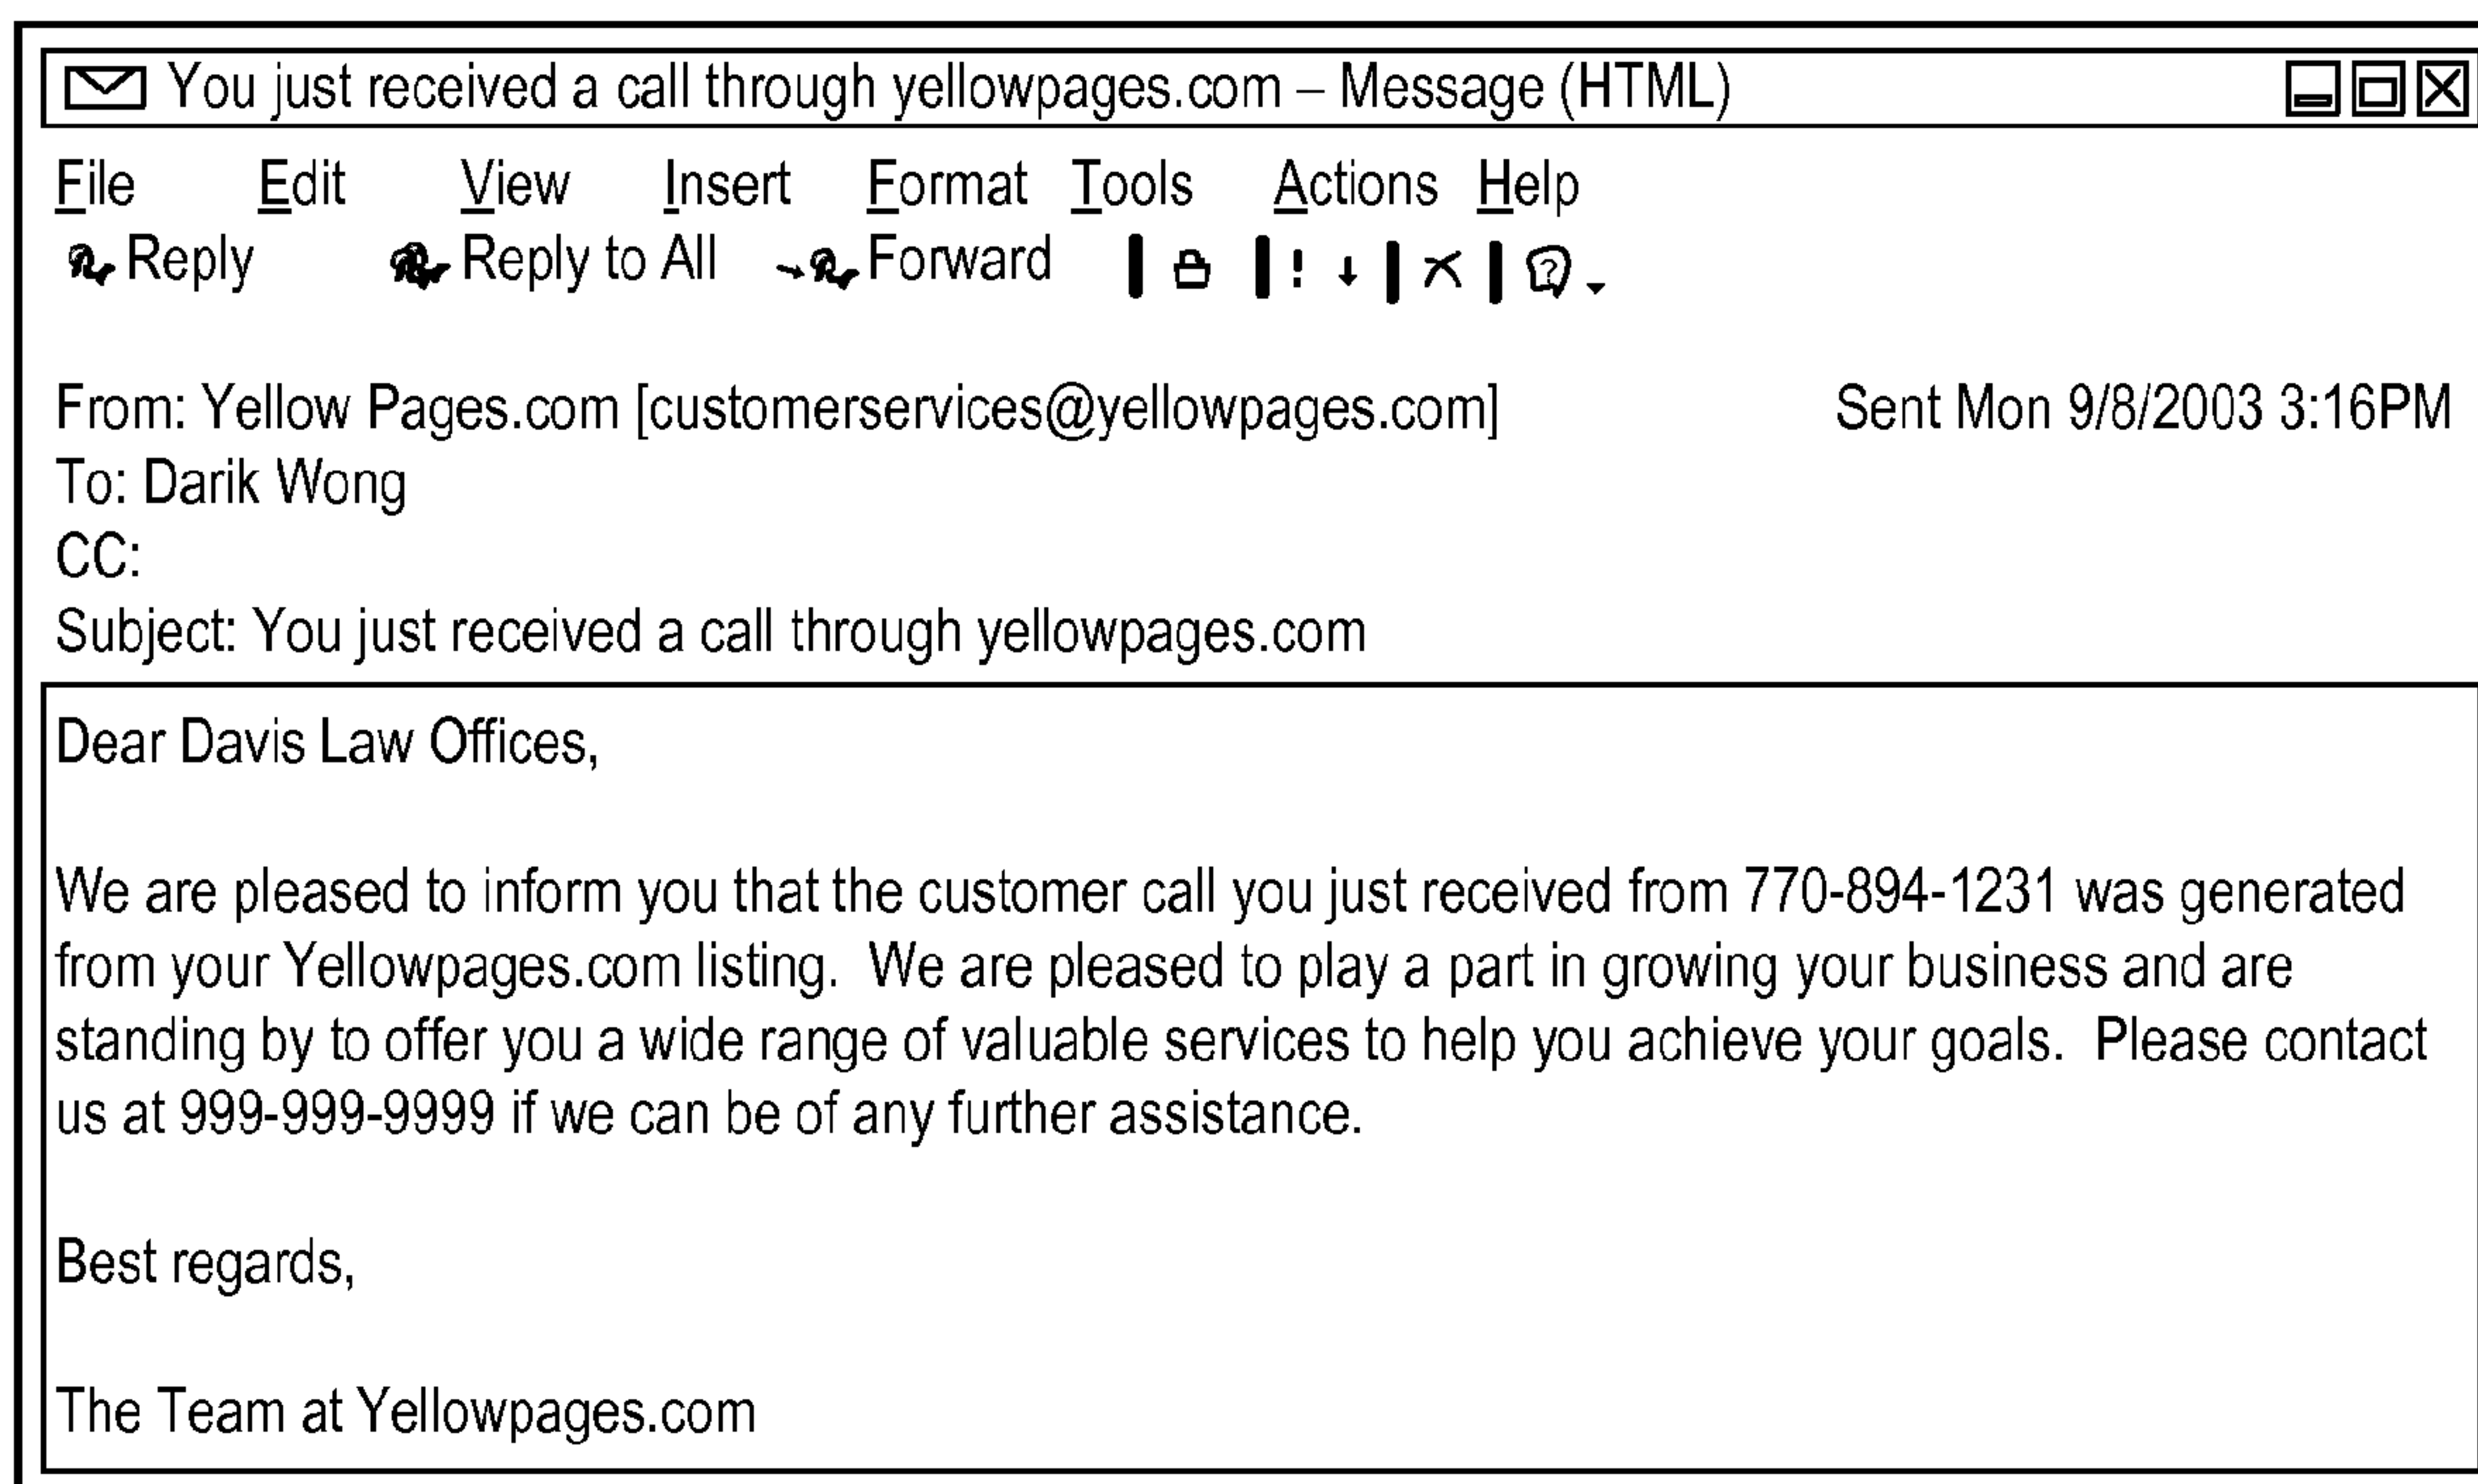 You just received a call through yellowpages.com – Message (HTML)
File Edit View Insert Format Tools Actions Help
Reply Reply to All Forward
From: Yellow Pages.com [customerservices@yellowpages.com] Sent Mon 9/8/2003 3:16PM
To: Darik Wong
CC:
Subject: You just received a call through yellowpages.com
Dear Davis Law Offices,
We are pleased to inform you that the customer call you just received from 770-894-1231 was generated
from your Yellowpages.com listing. We are pleased to play a part in growing your business and are
standing by to offer you a wide range of valuable services to help you achieve your goals. Please contact
us at 999-999-9999 if we can be of any further assistance.
Best regards,
The Team at Yellowpages.com